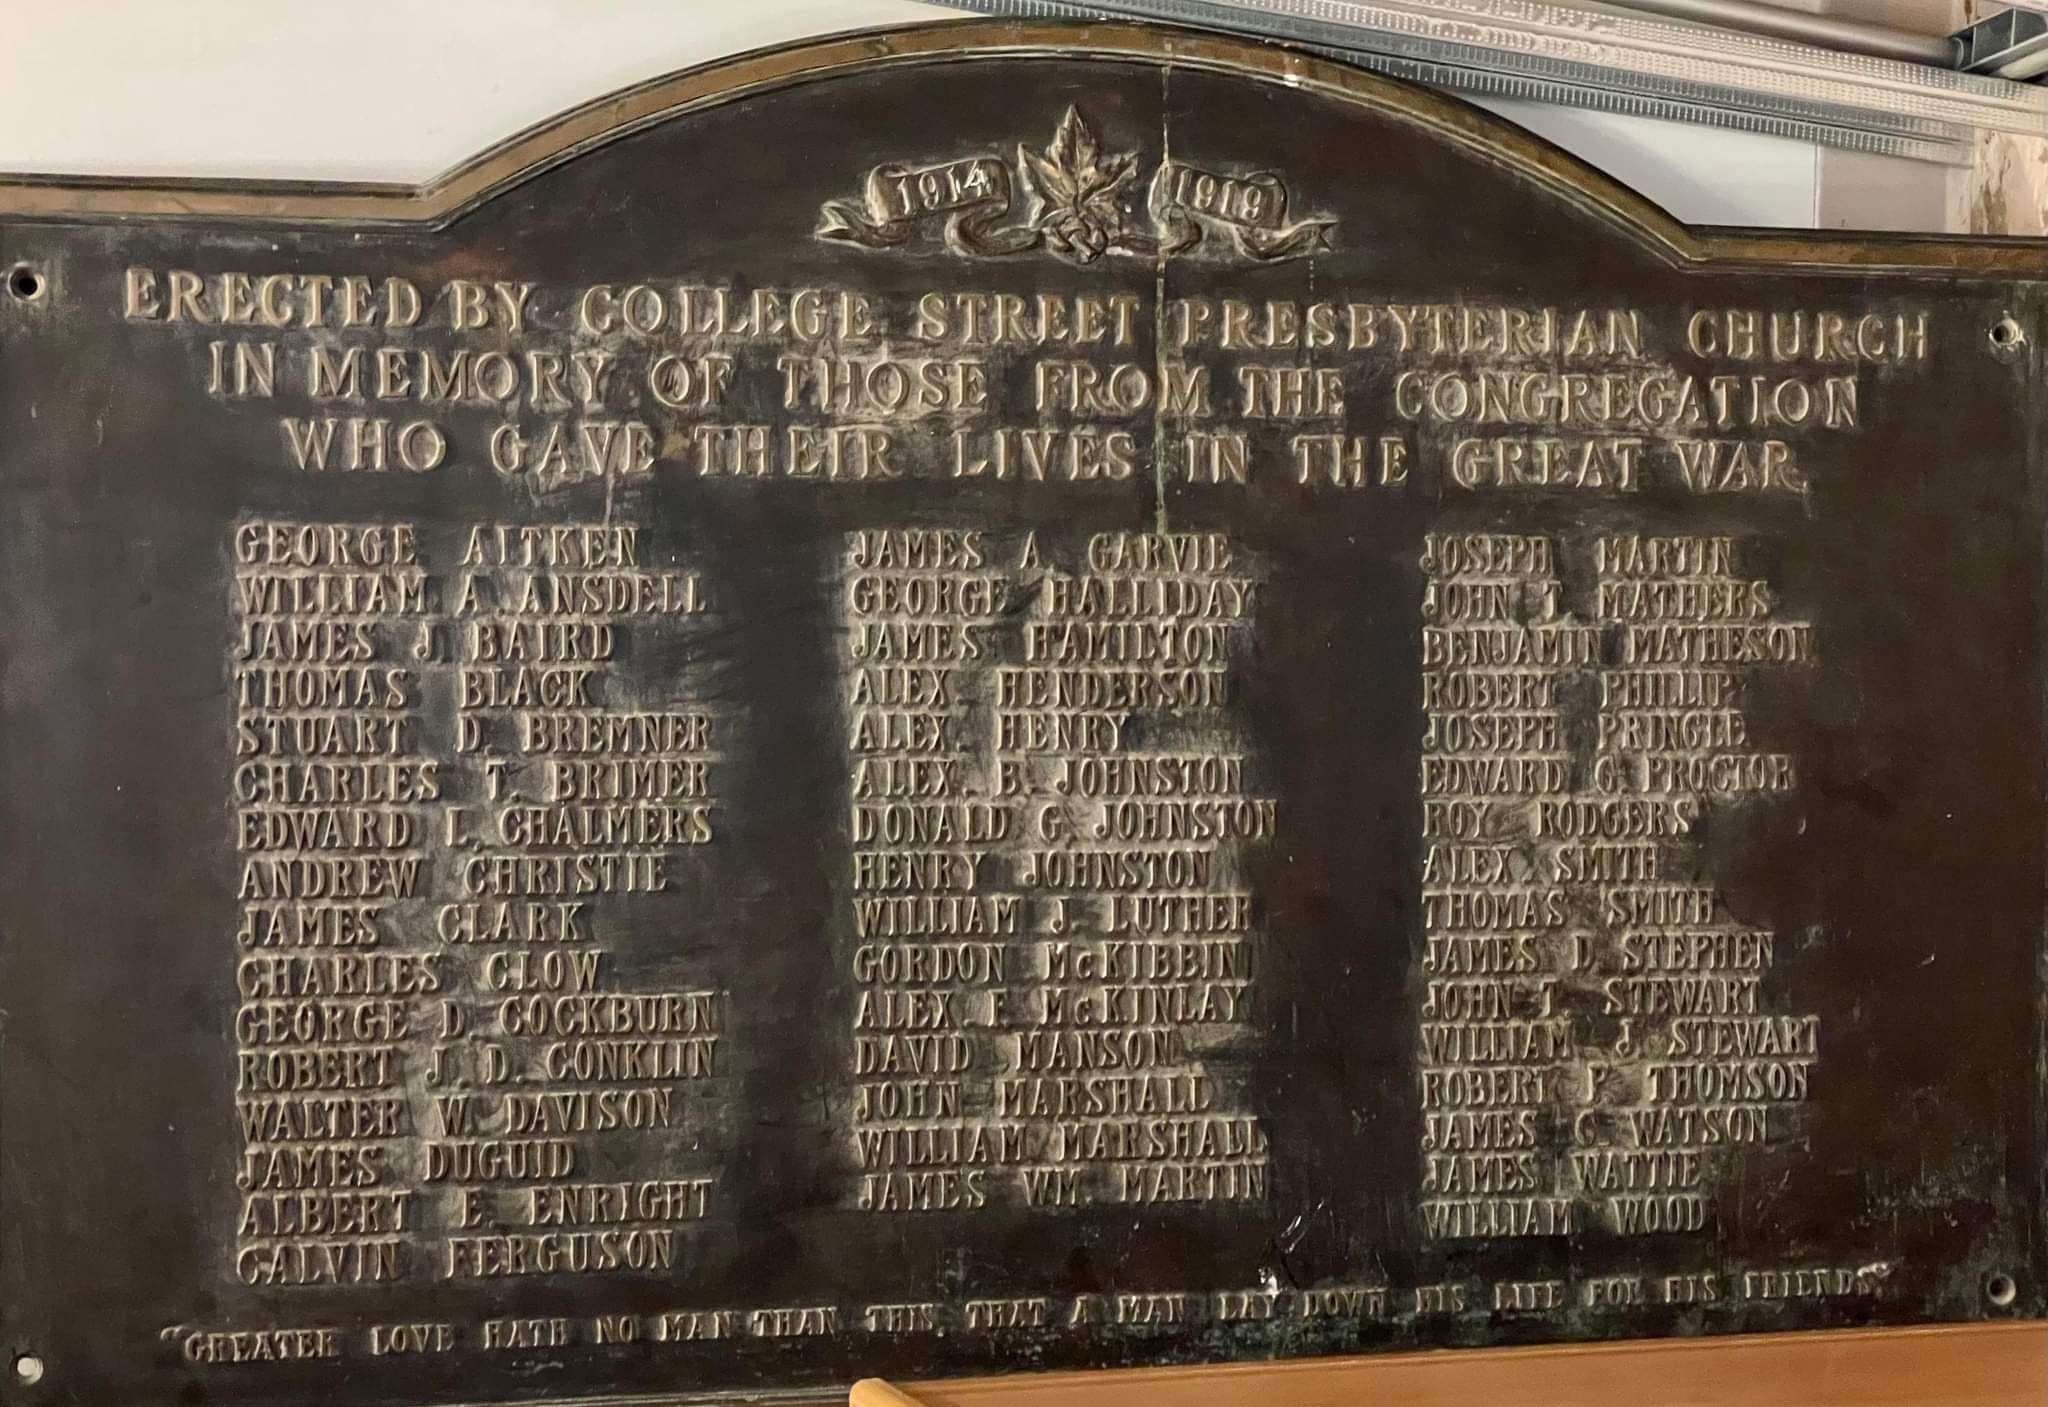 1914 1919
ERECTED BY COLLEGE STREET PRESBYTERIAN CHURCH
IN MEMORY OF THOSE FROM THE CONGREGATION
WHO GAVE THEIR LIVES IN THE GREAT WAR
GEORGE AITKEN
WILLIAM A. ANSDELL
JAMES J. BAIRD
THOMAS BLACK
STUART D. BREMNER
CHARLES T. BRIMER
EDWARD L. CHALMERS
ANDREW CHRISTIE
JAMES CLARK
CHARLES CLOW
GEORGE D. COCKBURN
ROBERT J. D. CONKLIN
WALTER W. DAVISON
JAMES DUGUID
ALBERT E. ENRIGHT
CALVIN FERGUSON
JAMES A. GARVIE
GEORGE HALLIDAY
JAMES HAMILTON
ALEX. HENDERSON
ALEX. HENRY
ALEX. B. JOHNSTON
DONALD G. JOHNSTON
HENRY JOHNSTON
WILLIAM J. LUTHER
GORDON McKIBBIN
ALEX. F. McKINLAY
DAVID MANSON
JOHN MARSHALL
WILLIAM MARSHALL
JAMES WM. MARTIN
JOSEPH MARTIN
JOHN T. MATHERS
BENJAMIN MATHESON
ROBERT PHILLIP
JOSEPH PRINGLE
EDWARD G. PROCTOR
ROY RODGERS
ALEX. SMITH
THOMAS SMITH
JAMES D. STEPHEN
JOHN T. STEWART
WILLIAM J. STEWART
ROBERT P. THOMSON
JAMES G. WATSON
JAMES WATTIE
WILLIAM WOOD
"GREATER LOVE HATH NO MAN THAN THIS, THAT A MAN LAY DOWN HIS LIFE FOR HIS FRIENDS."